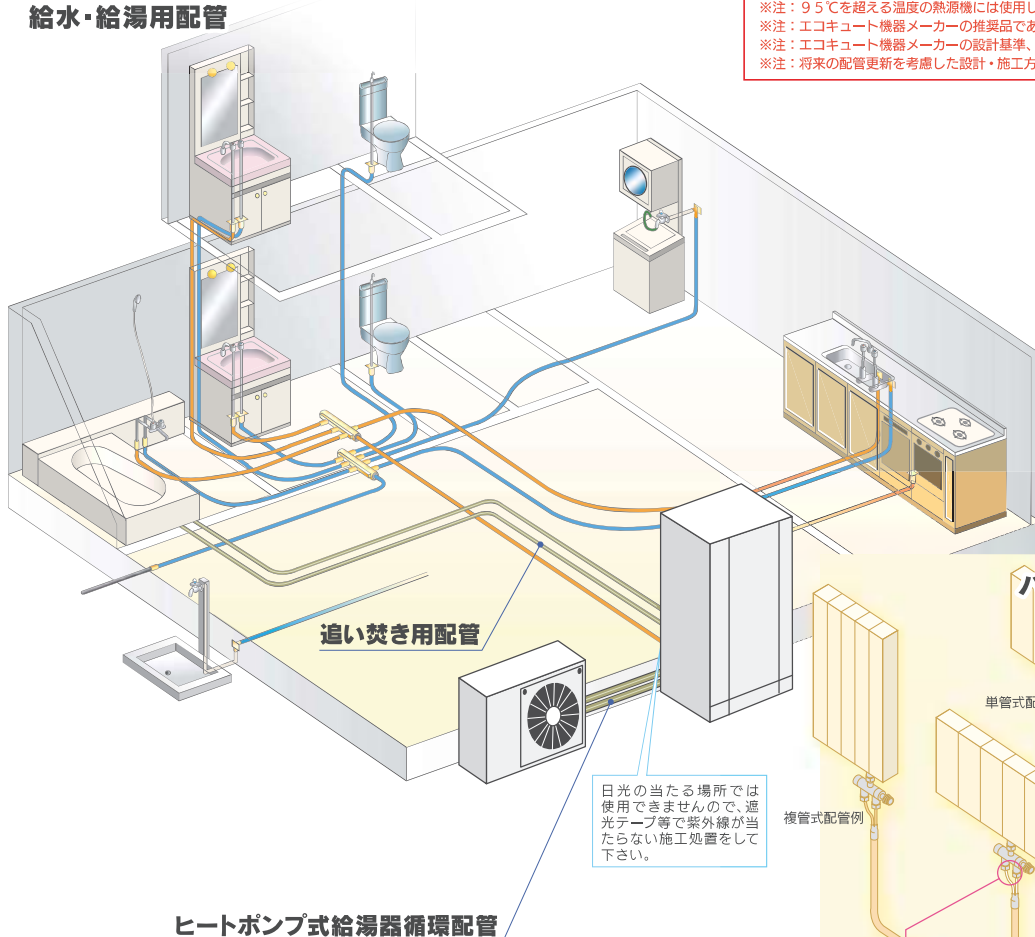 給水・給湯用配管
※注：９５℃を超える温度の熱源機には使用し
※注：エコキュート機器メーカーの推奨品であ
※注：エコキュート機器メーカーの設計基準、
※注：将来の配管更新を考慮した設計・施工方
追い焚き用配管
単管式配
日光の当たる場所では
使用できませんので、遮
光テープ等で紫外線が当
たらない施工処置をして
下さい。
複管式配管例
ヒートポンプ式給湯器循環配管